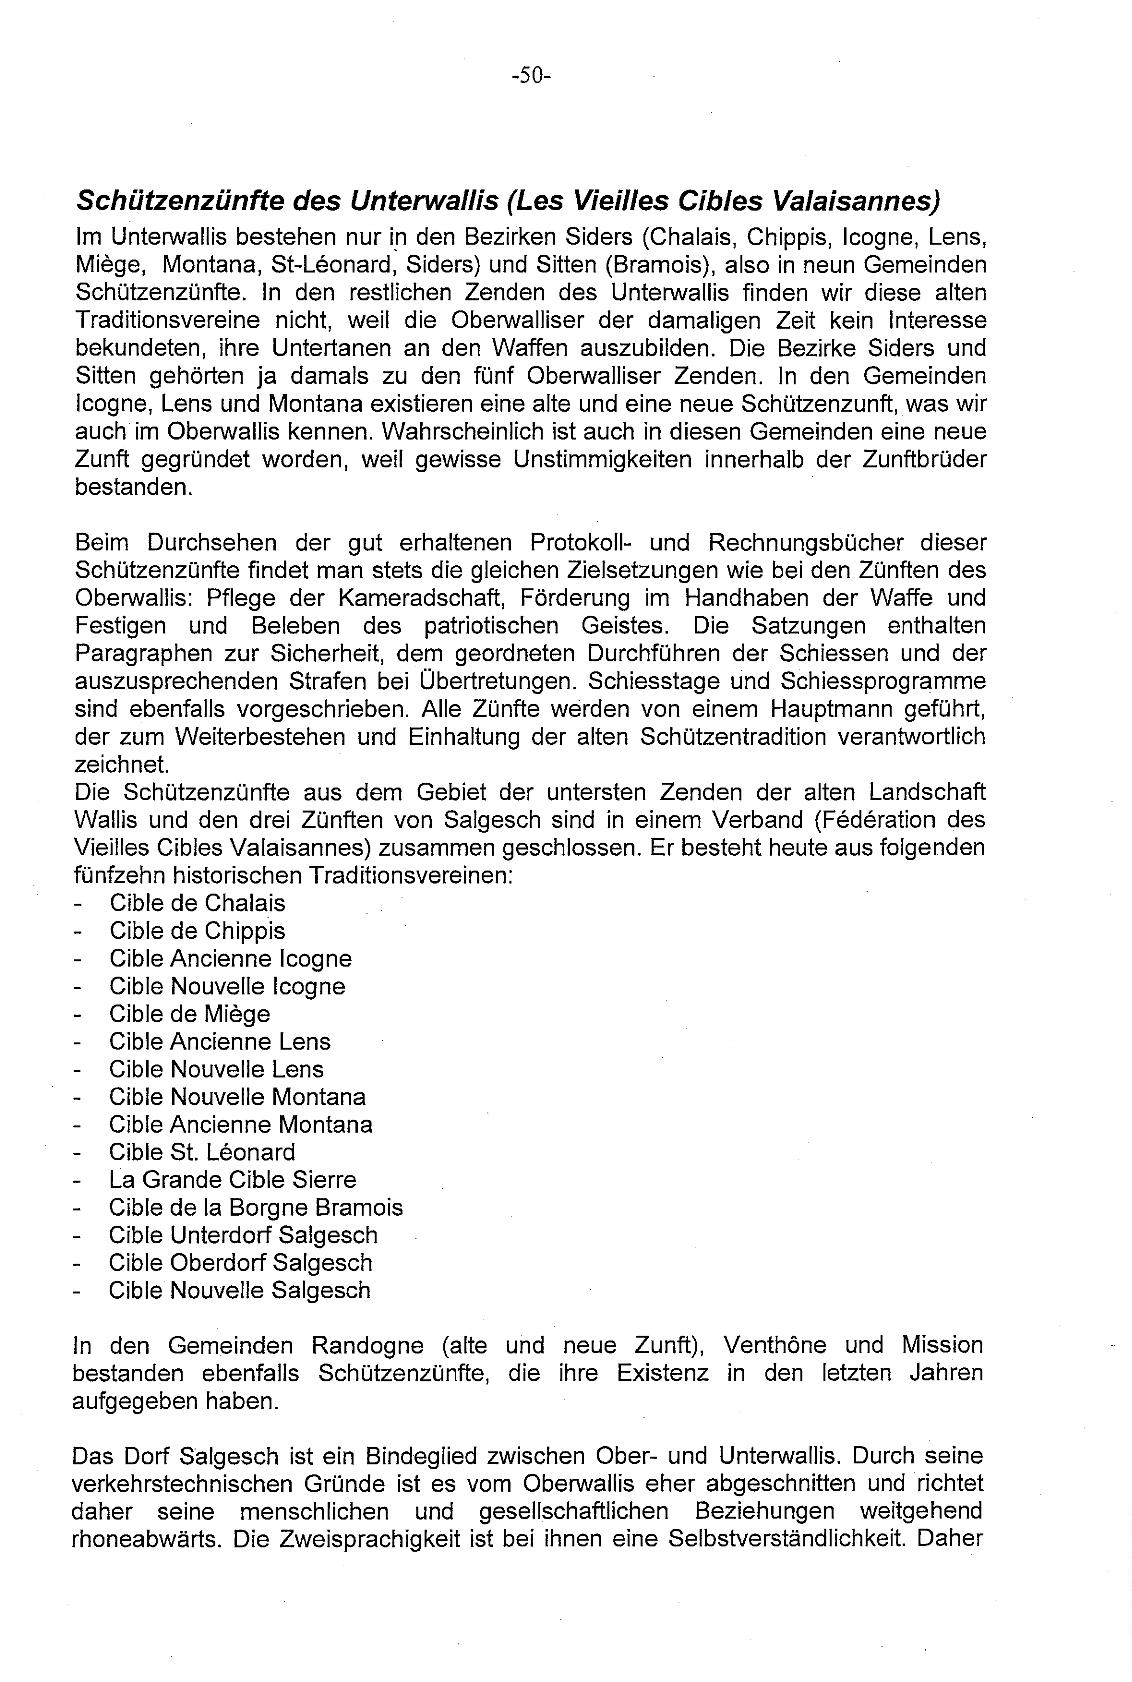 -50-
Schützenzünfte des Unterwallis (Les Vieilles Cibles Valaisannes)
Im Unterwallis bestehen nur in den Bezirken Siders (Chalais, Chippis, Icogne, Lens,
Miège, Montana, St-Léonard, Siders) und Sitten (Bramois), also in neun Gemeinden
Schützenzünfte. In den restlichen Zenden des Unterwallis finden wir diese alten
Traditionsvereine nicht, weil die Oberwalliser der damaligen Zeit kein Interesse
bekundeten, ihre Untertanen an den Waffen auszubilden. Die Bezirke Siders und
Sitten gehörten ja damals zu den fünf Oberwalliser Zenden. In den Gemeinden
Icogne, Lens und Montana existieren eine alte und eine neue Schützenzunft, was wir
auch im Oberwallis kennen. Wahrscheinlich ist auch in diesen Gemeinden eine neue
Zunft gegründet worden, weil gewisse Unstimmigkeiten innerhalb der Zunftbrüder
bestanden.
Beim Durchsehen der gut erhaltenen Protokoll- und Rechnungsbücher dieser
Schützenzünfte findet man stets die gleichen Zielsetzungen wie bei den Zünften des
Oberwallis: Pflege der Kameradschaft, Förderung im Handhaben der Waffe und
Festigen und Beleben des patriotischen Geistes. Die Satzungen enthalten
Paragraphen zur Sicherheit, dem geordneten Durchführen der Schiessen und der
auszusprechenden Strafen bei Übertretungen. Schiesstage und Schiessprogramme
sind ebenfalls vorgeschrieben. Alle Zünfte werden von einem Hauptmann geführt,
der zum Weiterbestehen und Einhaltung der alten Schützentradition verantwortlich
zeichnet.
Die Schützenzünfte aus dem Gebiet der untersten Zenden der alten Landschaft
Wallis und den drei Zünften von Salgesch sind in einem Verband (Fédération des
Vieilles Cibles Valaisannes) zusammen geschlossen. Er besteht heute aus folgenden
fünfzehn historischen Traditionsvereinen:
- Cible de Chalais
- Cible de Chippis
- Cible Ancienne Icogne
- Cible Nouvelle Icogne
- Cible de Miège
- Cible Ancienne Lens
- Cible Nouvelle Lens
- Cible Nouvelle Montana
- Cible Ancienne Montana
- Cible St. Léonard
- La Grande Cible Sierre
- Cible de la Borgne Bramois
- Cible Unterdorf Salgesch
- Cible Oberdorf Salgesch
- Cible Nouvelle Salgesch
In den Gemeinden Randogne (alte und neue Zunft), Venthône und Mission
bestanden ebenfalls Schützenzünfte, die ihre Existenz in den letzten Jahren
aufgegeben haben.
Das Dorf Salgesch ist ein Bindeglied zwischen Ober- und Unterwallis. Durch seine
verkehrstechnischen Gründe ist es vom Oberwallis eher abgeschnitten und richtet
daher seine menschlichen und gesellschaftlichen Beziehungen weitgehend
rhoneabwärts. Die Zweisprachigkeit ist bei ihnen eine Selbstverständlichkeit. Daher